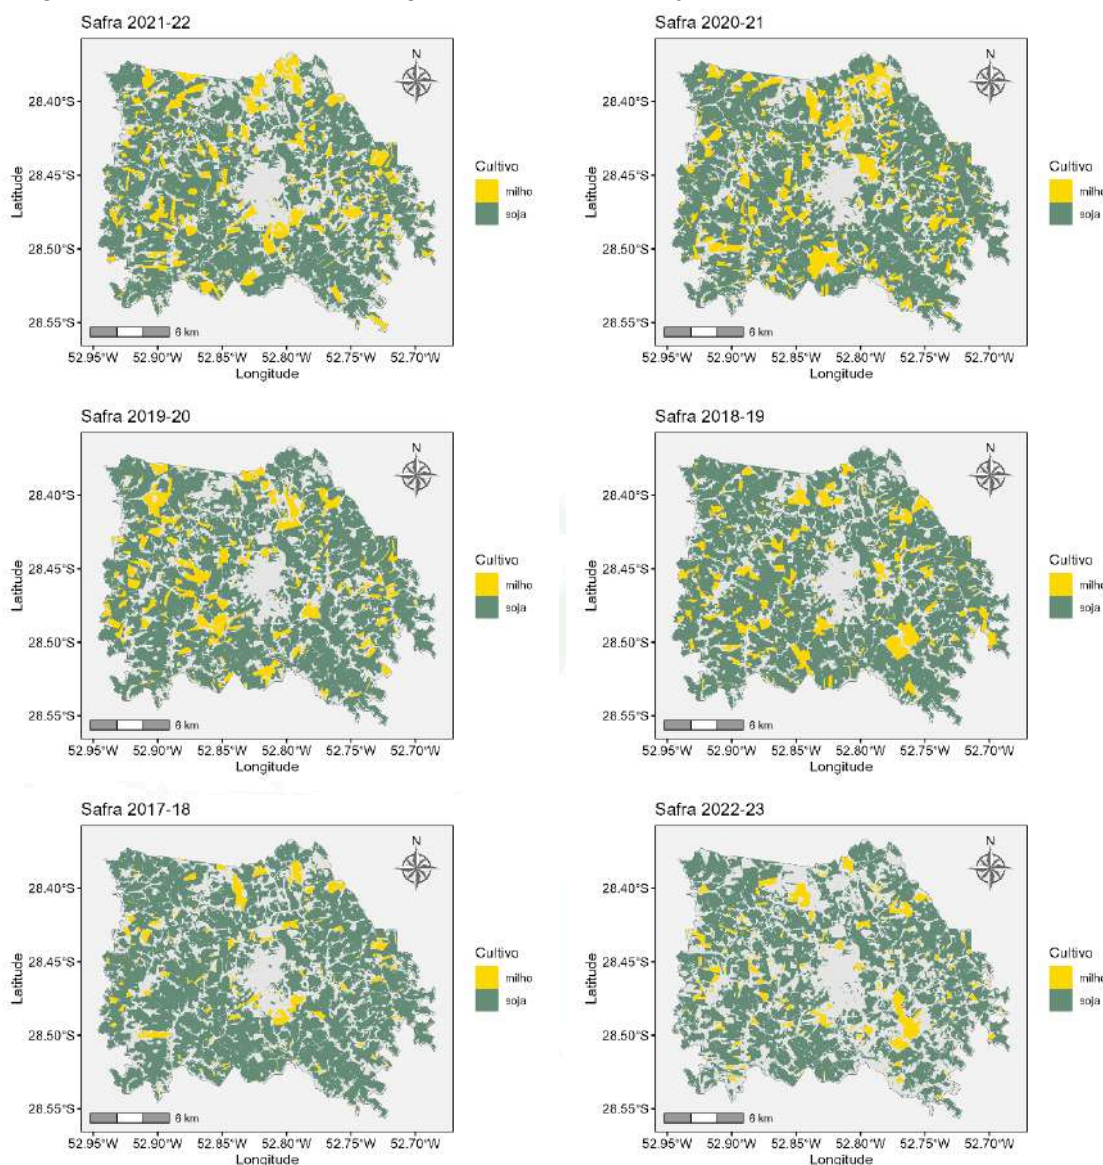 Safra 2021-22
N
28.40°S
28.45°S
28.50°S
28.55°S
Latitude
6 km
52.95°W
52.90°W
52.85°W
52.80°W
52.75°W
52.70°W
Longitude
Cultivo
milho
soja
Safra 2020-21
N
28.40°S
28.45°S
28.50°S
28.55°S
Latitude
6 km
52.95°W
52.90°W
52.85°W
52.80°W
52.75°W
52.70°W
Longitude
Cultivo
milho
soja
Safra 2019-20
N
28.40°S
28.45°S
28.50°S
28.55°S
Latitude
6 km
52.95°W
52.90°W
52.85°W
52.80°W
52.75°W
52.70°W
Longitude
Cultivo
milho
soja
Safra 2018-19
N
28.40°S
28.45°S
28.50°S
28.55°S
Latitude
6 km
52.95°W
52.90°W
52.85°W
52.80°W
52.75°W
52.70°W
Longitude
Cultivo
milho
soja
Safra 2017-18
N
28.40°S
28.45°S
28.50°S
28.55°S
Latitude
6 km
52.95°W
52.90°W
52.85°W
52.80°W
52.75°W
52.70°W
Longitude
Cultivo
milho
soja
Safra 2022-23
N
28.40°S
28.45°S
28.50°S
28.55°S
Latitude
6 km
52.95°W
52.90°W
52.85°W
52.80°W
52.75°W
52.70°W
Longitude
Cultivo
milho
soja